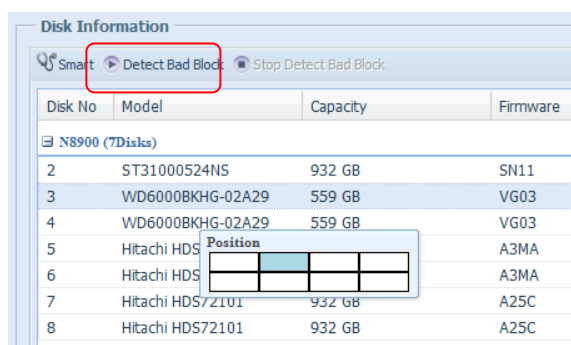 Disk Information
Smart Detect Bad Block Stop Detect Bad Block
Disk No Model Capacity Firmware
N8900 (7Disks)
2 ST31000524NS 932 GB SN11
3 WD6000BKHG-02A29 559 GB VG03
4 WD6000BKHG-02A29 559 GB VG03
Position
5 Hitachi HDS A3MA
6 Hitachi HDS A3MA
7 Hitachi HDS72101 932 GB A25C
8 Hitachi HDS72101 932 GB A25C